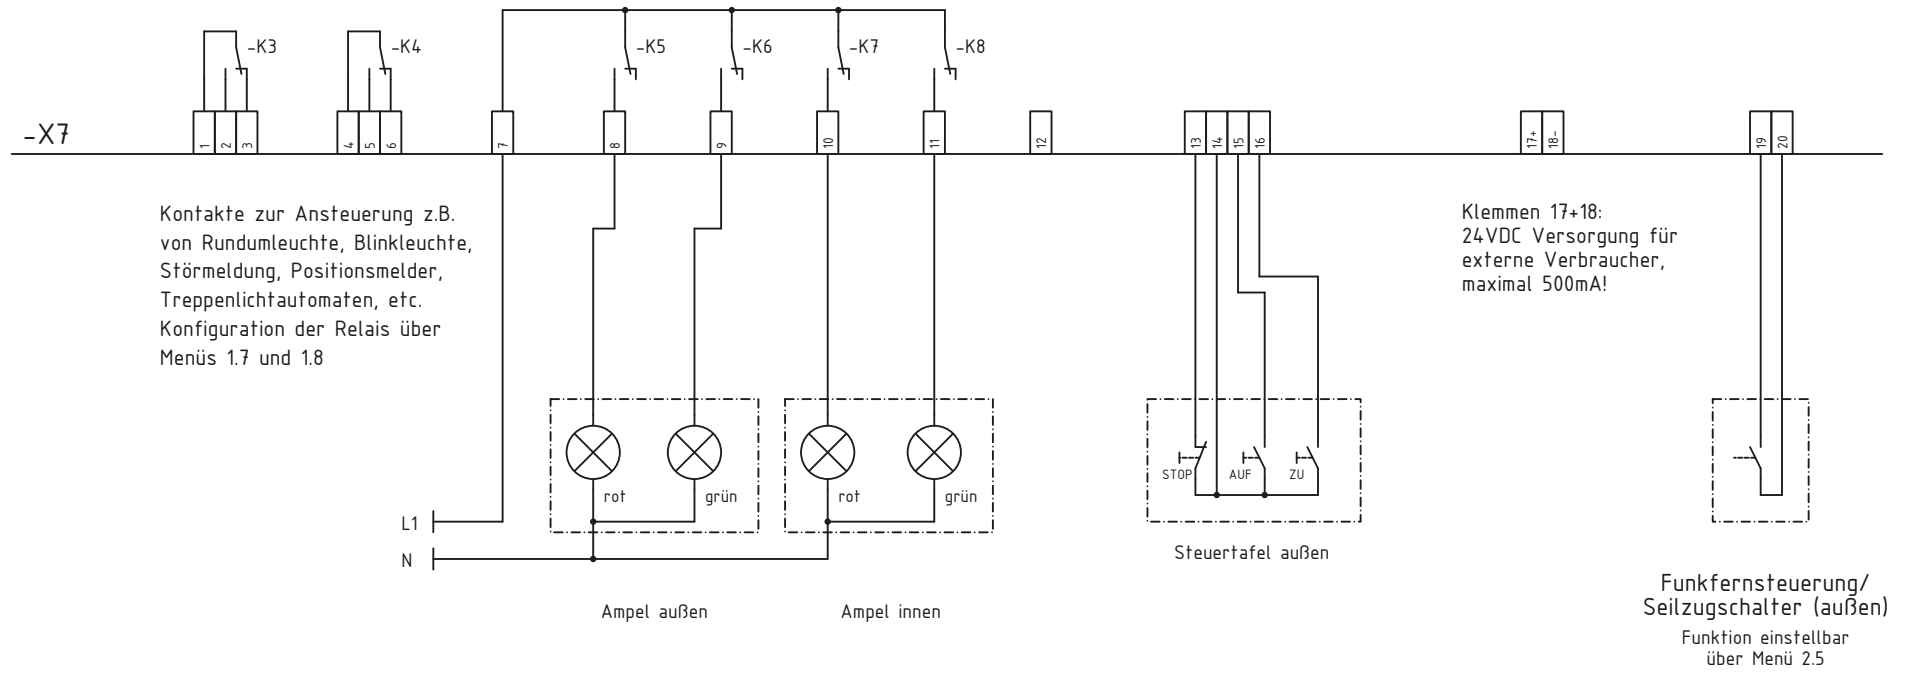 -K3
-K4
-K5
-K6
-K7
-K8
-X7
1
2
3
4
5
6
7
8
9
10
11
12
13
14
15
16
17+
18-
19
20
Kontakte zur Ansteuerung z.B.
von Rundumleuchte, Blinkleuchte,
Störmeldung, Positionsmelder,
Treppenlichtautomaten, etc.
Konfiguration der Relais über
Menüs 1.7 und 1.8
Klemmen 17+18:
24VDC Versorgung für
externe Verbraucher,
maximal 500mA!
STOP
AUF
ZU
rot
grün
rot
grün
L1
N
Steuertafel außen
Ampel außen
Ampel innen
Funkfernsteuerung/
Seilzugschalter (außen)
Funktion einstellbar
über Menü 2.5